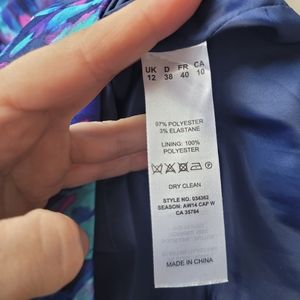 UK D FR CA
12 38 40 10
97% POLYESTER
3% ELASTANE
LINING: 100%
POLYESTER
DRY CLEAN
STYLE NO. 034362
SEASON: AW14 CAP W
CA 35784
MADE IN CHINA